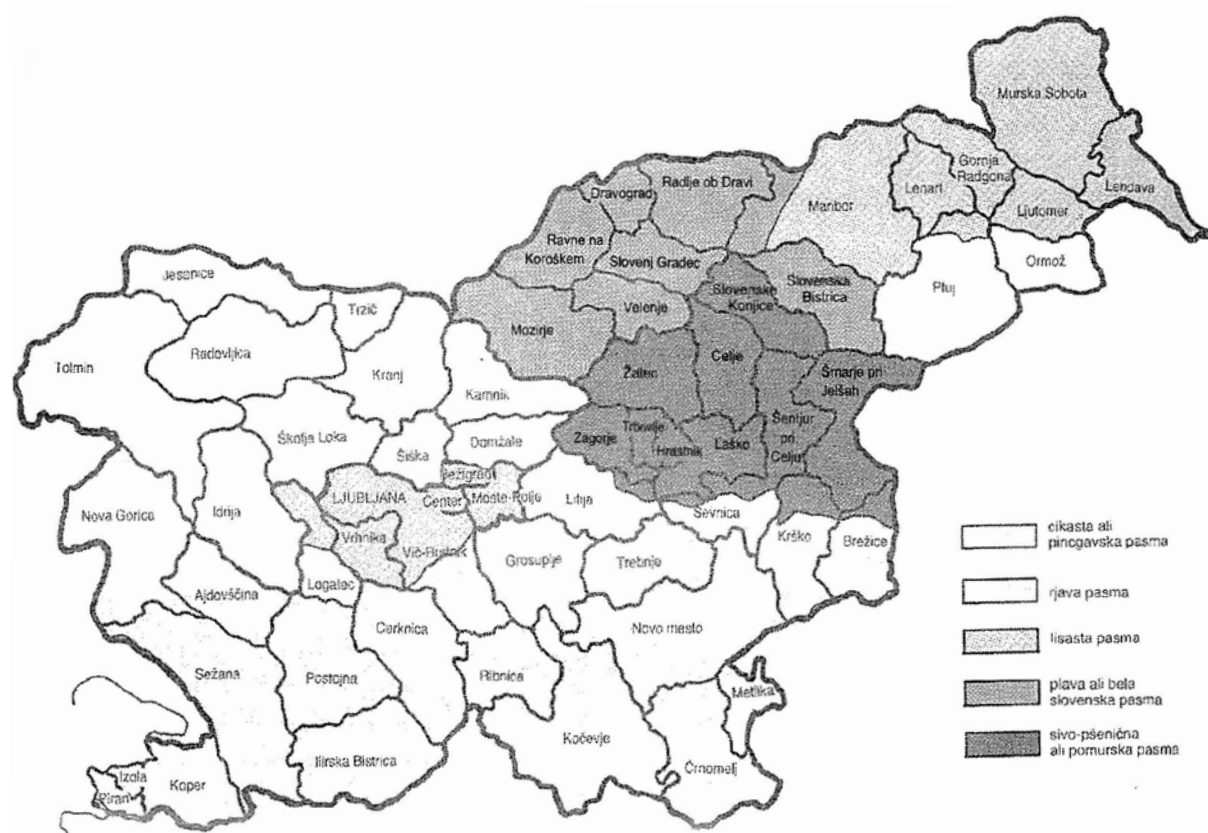 Murska Sobota
Gornja
Radgona
Radlje ob Dravi
Dravograd
Lenart
Lendava
Maribor
Ljutomer
Ravne na
Koroškem
Slovenj Gradec
Ormož
Jesenice
Slovenske
Konjice
Slovenska
Bistrica
Ptuj
Tržič
Velenje
Mozirje
Radovljica
Celje
Tolmin
Kranj
Žalec
Šmarje pri
Jelšah
Kamnik
Škofja Loka
Domžale
Zagorje
Trbovlje
Hrastnik
Laško
Šentjur
pri
Celju
Šiška
Bežigrad
LJUBLJANA
Center
Moste-Polje
Litija
Sevnica
Nova Gorica
Idrija
Vrhnika
Vič-Rudnik
Krško
Brežice
Grosuplje
Trebnje
Logatec
Ajdovščina
Cerknica
Novo mesto
Sežana
Postojna
Ribnica
Metlika
Kočevje
Ilirska Bistrica
Črnomelj
Izola
Piran
Koper
cikasta ali
pincgavska pasma
rjava pasma
lisasta pasma
plava ali bela
slovenska pasma
sivo-pšenična
ali pomurska pasma